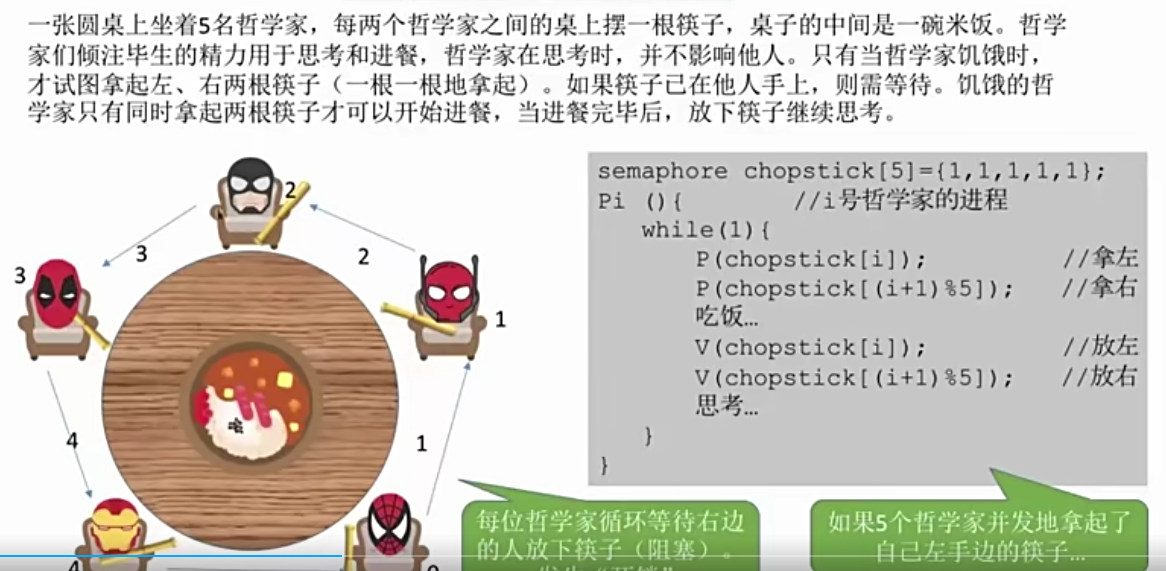 一张圆桌上坐着5名哲学家，每两个哲学家之间的桌上摆一根筷子，桌子的中间是一碗米饭。哲学
家们倾注毕生的精力用于思考和进餐，哲学家在思考时，并不影响他人。只有当哲学家饥饿时，
才试图拿起左、右两根筷子（一根一根地拿起）。如果筷子已在他人手上，则需等待。饥饿的哲
学家只有同时拿起两根筷子才可以开始进餐，当进餐完毕后，放下筷子继续思考。
2
3
2
3
1
4
1
semaphore chopstick[5]={1,1,1,1,1};
Pi (){ //i号哲学家的进程
while(1){
P(chopstick[i]); //拿左
P(chopstick[(i+1)%5]); //拿右
吃饭…
V(chopstick[i]); //放左
V(chopstick[(i+1)%5]); //放右
思考…
}
}
每位哲学家循环等待右边
的人放下筷子（阻塞）。
如果5个哲学家并发地拿起了
自己左手边的筷子…